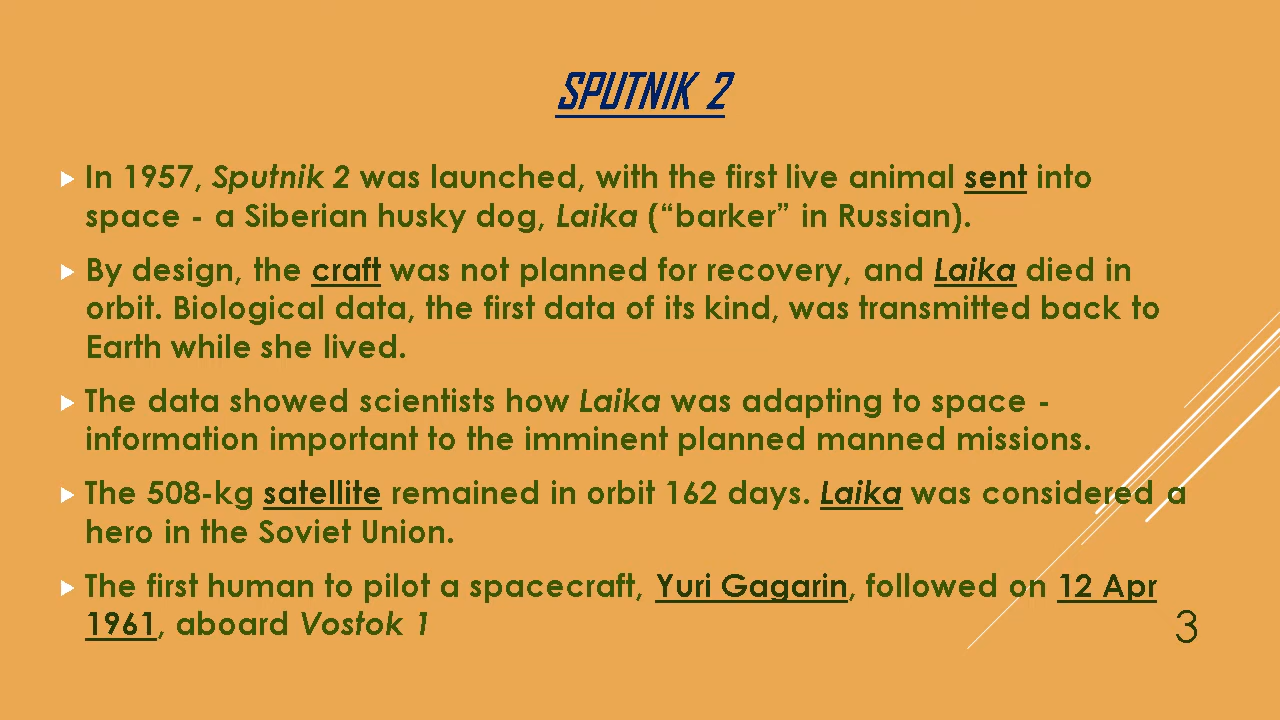 SPUTNIK 2
In 1957, Sputnik 2 was launched, with the first live animal sent into
space - a Siberian husky dog, Laika (“barker” in Russian).
By design, the craft was not planned for recovery, and Laika died in
orbit. Biological data, the first data of its kind, was transmitted back to
Earth while she lived.
The data showed scientists how Laika was adapting to space -
information important to the imminent planned manned missions.
The 508-kg satellite remained in orbit 162 days. Laika was considered a
hero in the Soviet Union.
The first human to pilot a spacecraft, Yuri Gagarin, followed on 12 Apr
1961, aboard Vostok 1
3